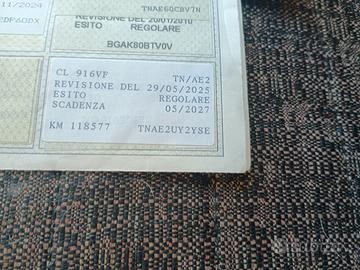 11/2024
TNAE60CBV7N
REVISIONE DEL 20/01/2010
ESITO REGOLARE
BGAK80BTV0V
CL 916VF TN/AE2
REVISIONE DEL 29/05/2025
ESITO REGOLARE
SCADENZA 05/2027
KM 118577 TNAE2UY2YSE